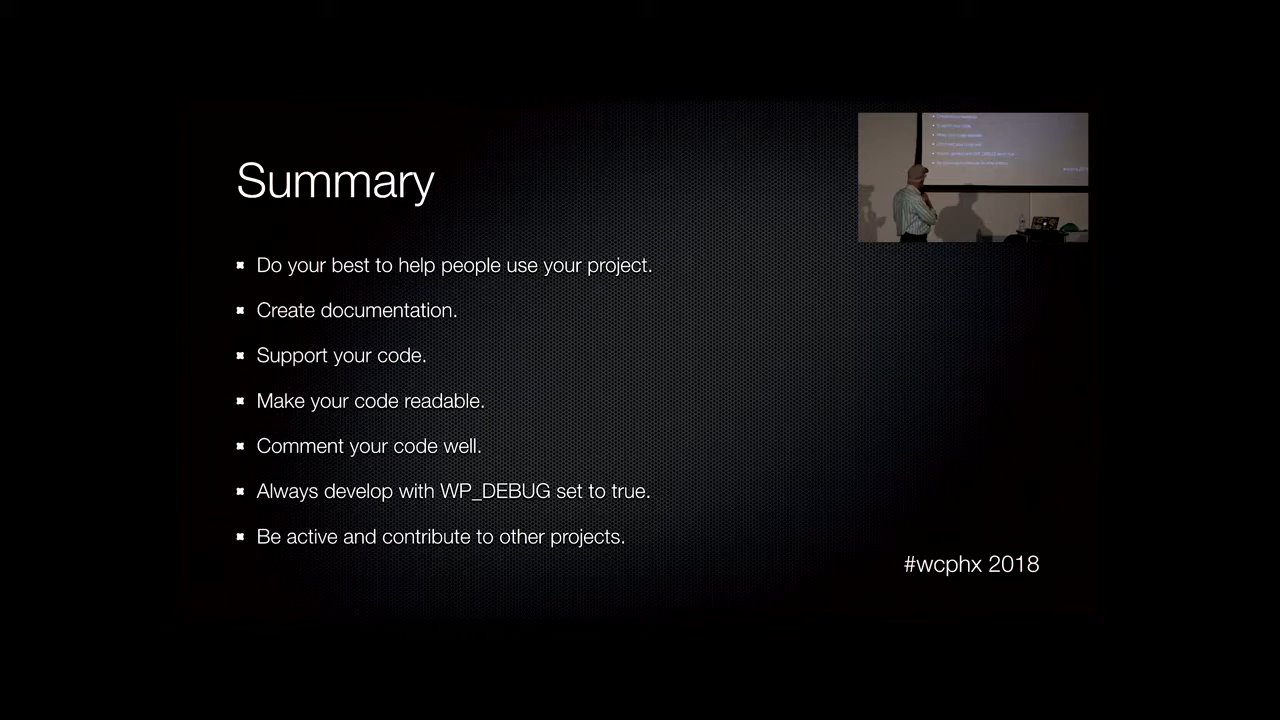 Summary
Do your best to help people use your project.
Create documentation.
Support your code.
Make your code readable.
Comment your code well.
Always develop with WP_DEBUG set to true.
Be active and contribute to other projects.
#wcphx 2018